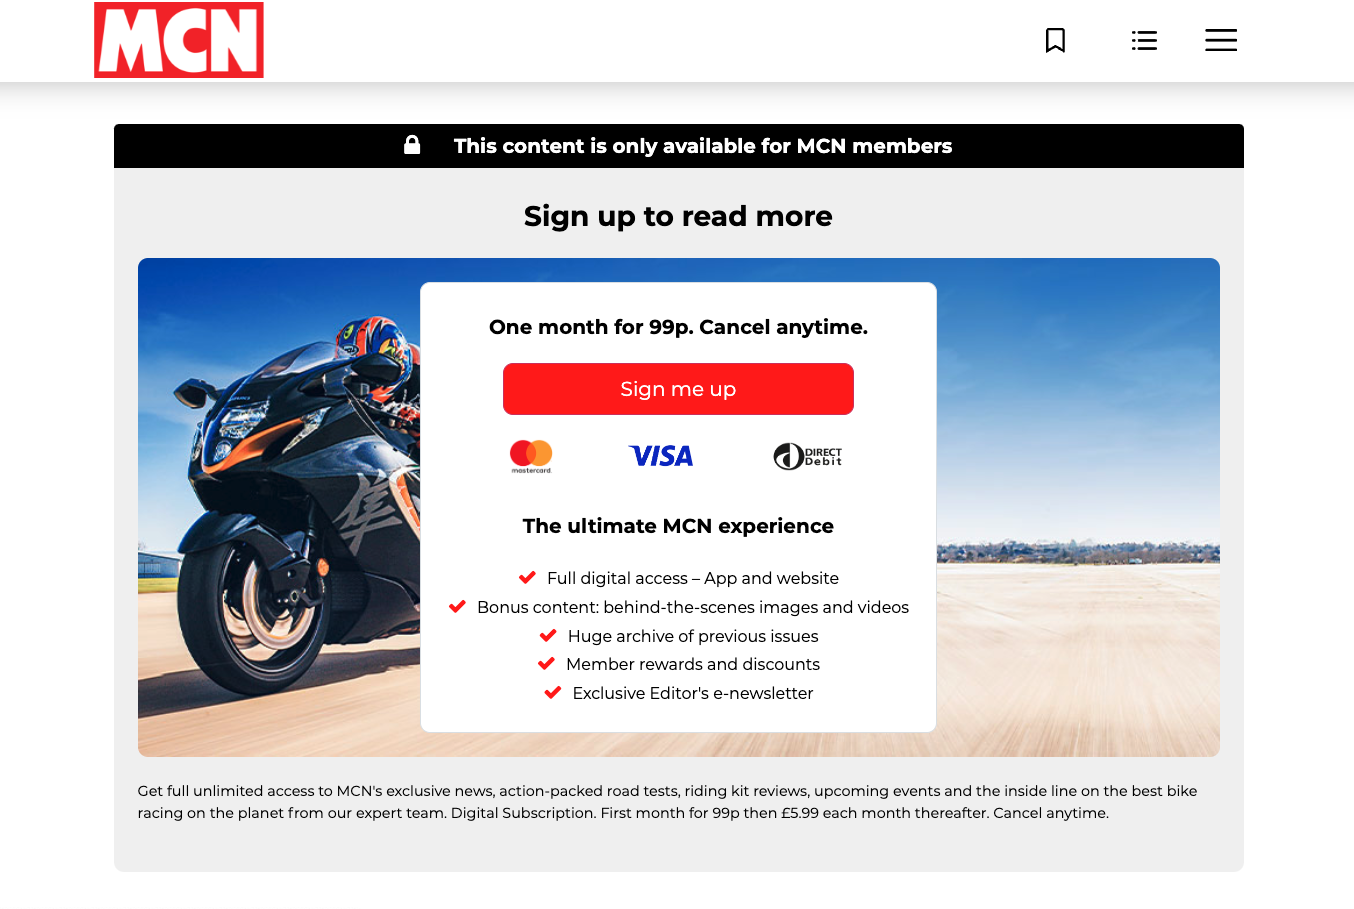 MCN
This content is only available for MCN members
Sign up to read more
One month for 99p. Cancel anytime.
Sign me up
mastercard.
VISA
DIRECT
Debit
The ultimate MCN experience
Full digital access – App and website
Bonus content: behind-the-scenes images and videos
Huge archive of previous issues
Member rewards and discounts
Exclusive Editor's e-newsletter
隼
Get full unlimited access to MCN's exclusive news, action-packed road tests, riding kit reviews, upcoming events and the inside line on the best bike
racing on the planet from our expert team. Digital Subscription. First month for 99p then £5.99 each month thereafter. Cancel anytime.